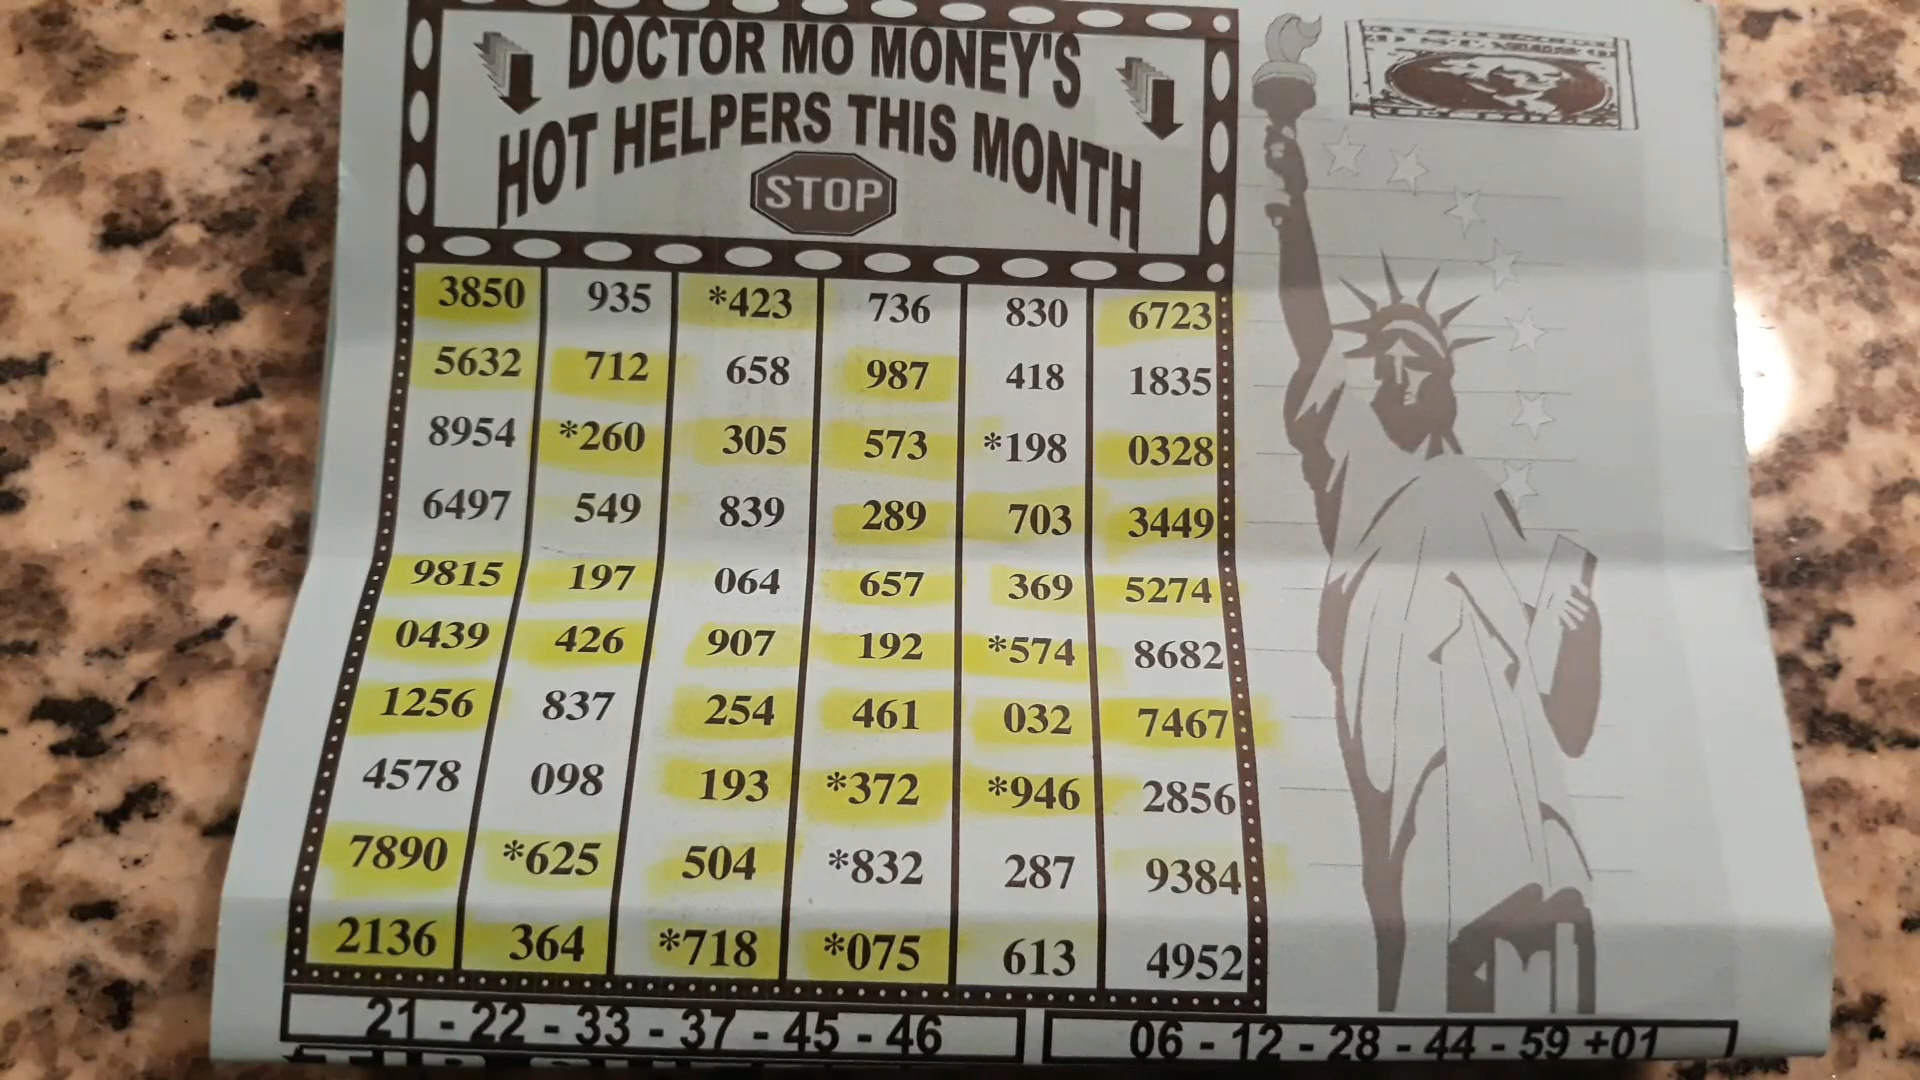 DOCTOR MO MONEY'S
HOT HELPERS THIS MONTH
STOP
3850 935 *423 736 830 6723
5632 712 658 987 418 1835
8954 *260 305 573 *198 0328
6497 549 839 289 703 3449
9815 197 064 657 369 5274
0439 426 907 192 *574 8682
1256 837 254 461 032 7467
4578 098 193 *372 *946 2856
7890 *625 504 *832 287 9384
2136 364 *718 *075 613 4952
21 - 22 - 33 - 37 - 45 - 46
06 - 12 - 28 - 44 - 59 +01